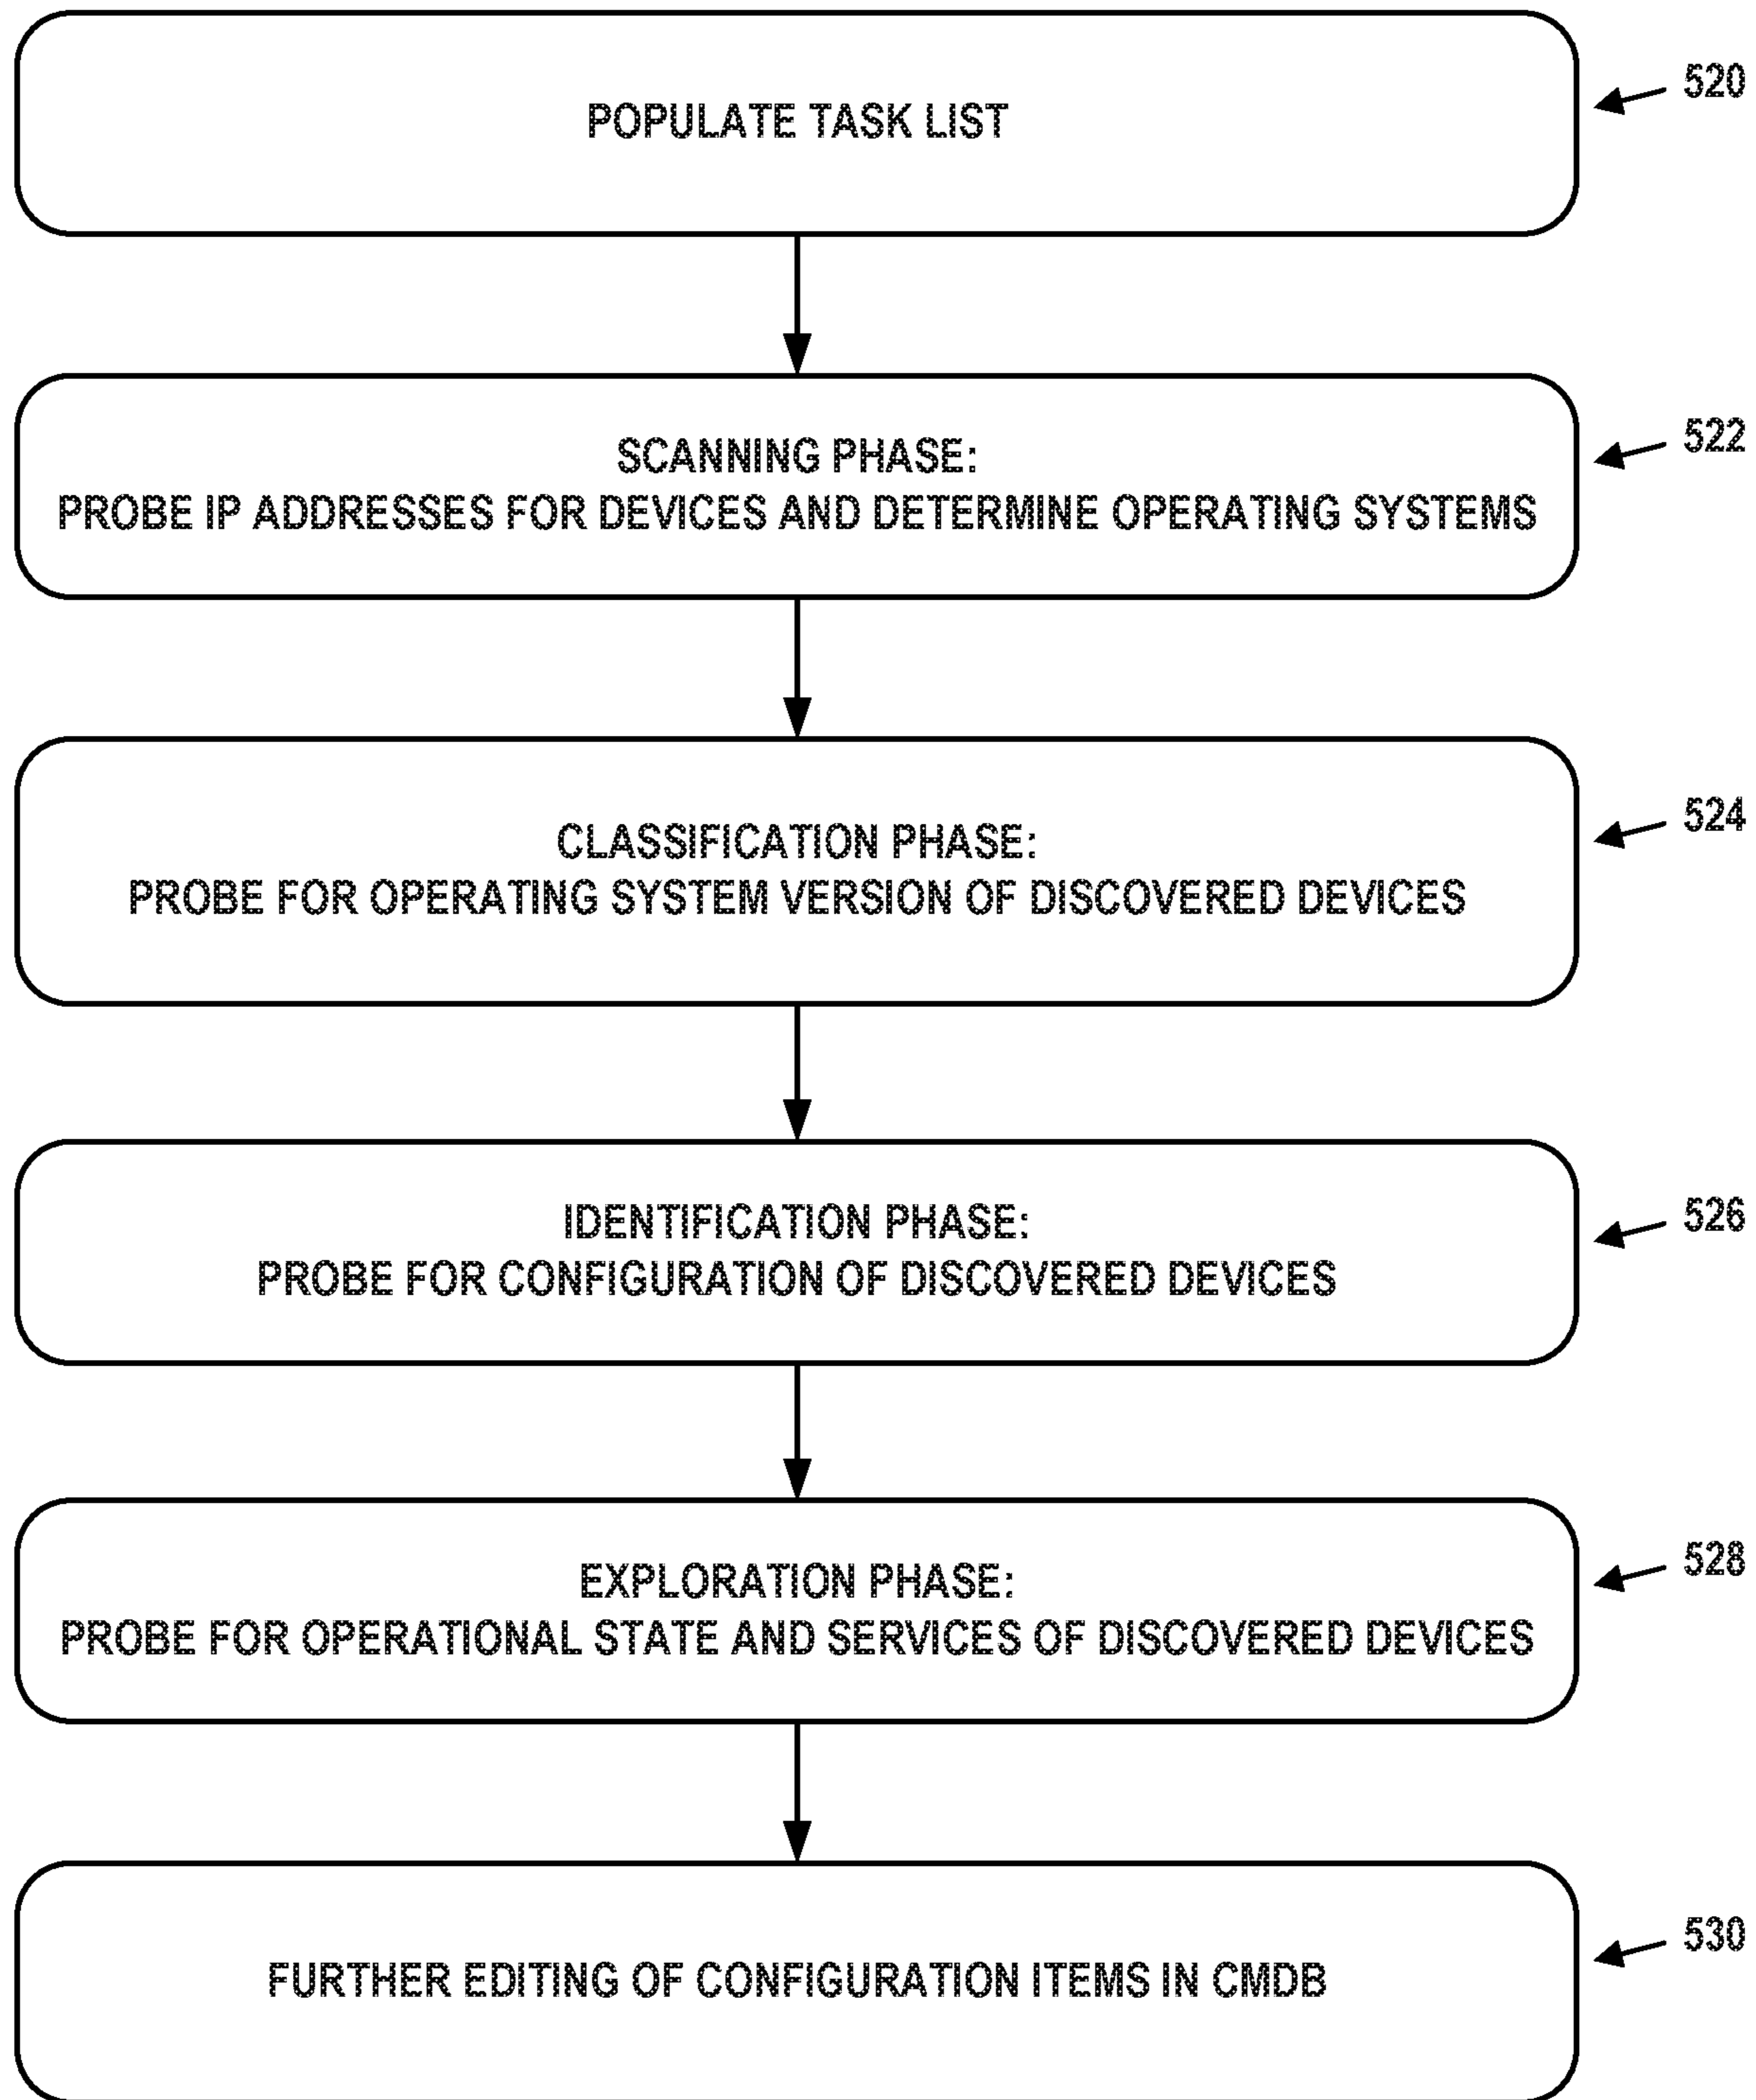 POPULATE TASK LIST
520
SCANNING PHASE:
PROBE IP ADDRESSES FOR DEVICES AND DETERMINE OPERATING SYSTEMS
522
CLASSIFICATION PHASE:
PROBE FOR OPERATING SYSTEM VERSION OF DISCOVERED DEVICES
524
IDENTIFICATION PHASE:
PROBE FOR CONFIGURATION OF DISCOVERED DEVICES
526
EXPLORATION PHASE:
PROBE FOR OPERATIONAL STATE AND SERVICES OF DISCOVERED DEVICES
528
FURTHER EDITING OF CONFIGURATION ITEMS IN CMDB
530